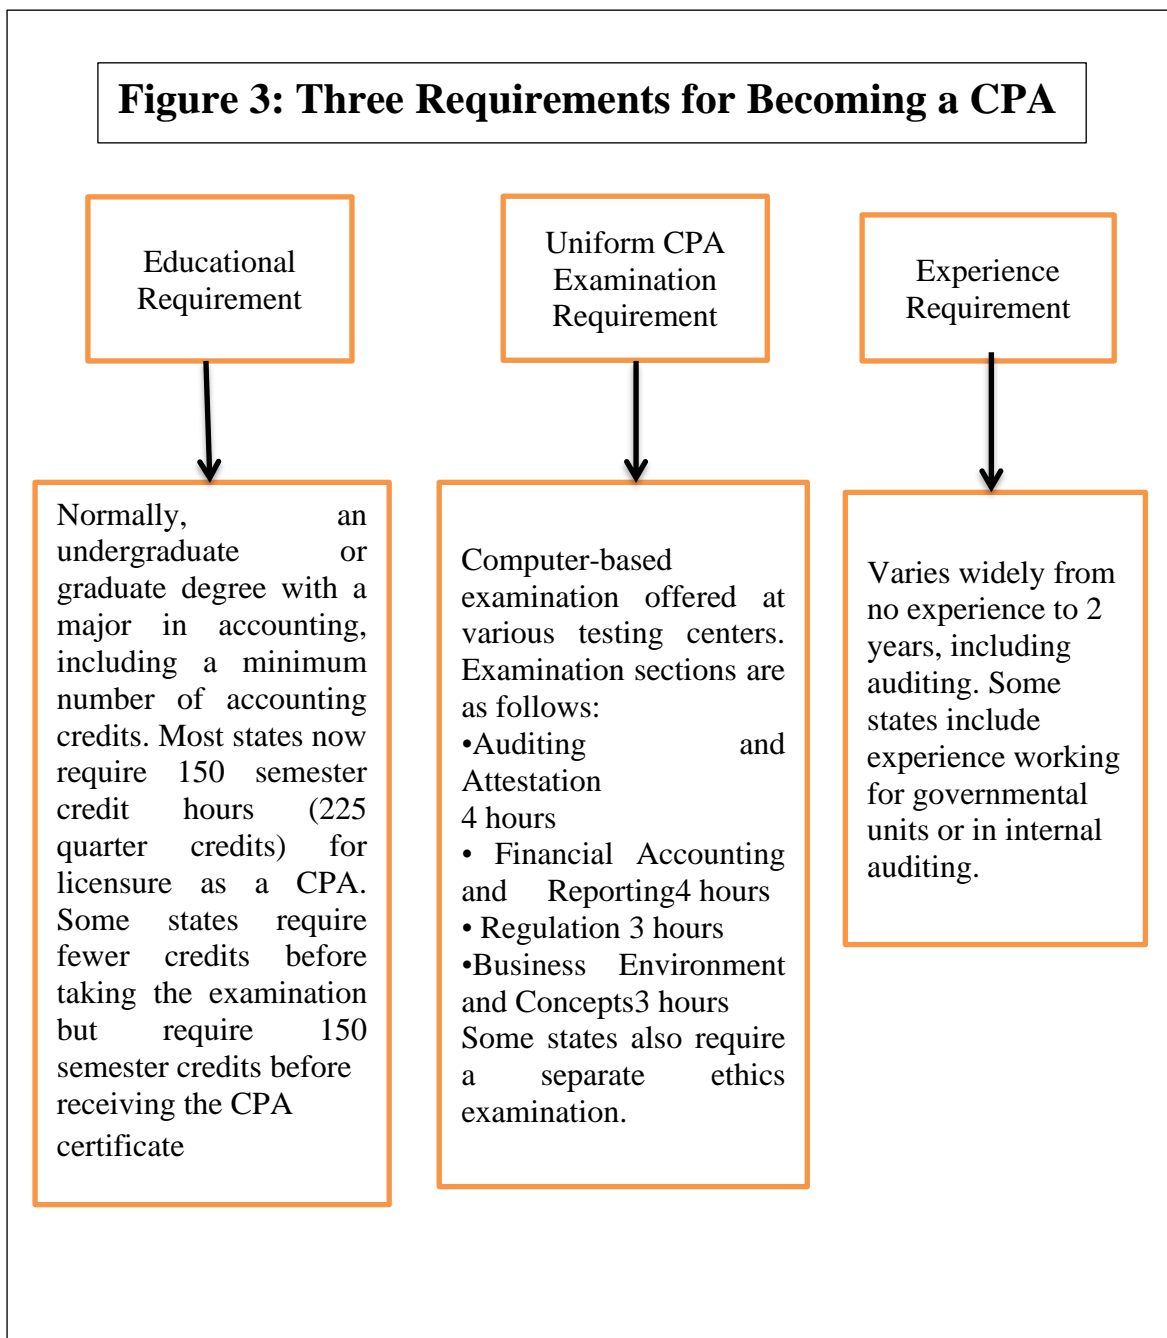 Figure 3: Three Requirements for Becoming a CPA
Educational
Requirement
Uniform CPA
Examination
Requirement
Experience
Requirement
Normally, an
undergraduate or
graduate degree with a
major in accounting,
including a minimum
number of accounting
credits. Most states now
require 150 semester
credit hours (225
quarter credits) for
licensure as a CPA.
Some states require
fewer credits before
taking the examination
but require 150
semester credits before
receiving the CPA
certificate
Computer-based
examination offered at
various testing centers.
Examination sections are
as follows:
•Auditing and
Attestation
4 hours
• Financial Accounting
and Reporting4 hours
• Regulation 3 hours
•Business Environment
and Concepts3 hours
Some states also require
a separate ethics
examination.
Varies widely from
no experience to 2
years, including
auditing. Some
states include
experience working
for governmental
units or in internal
auditing.